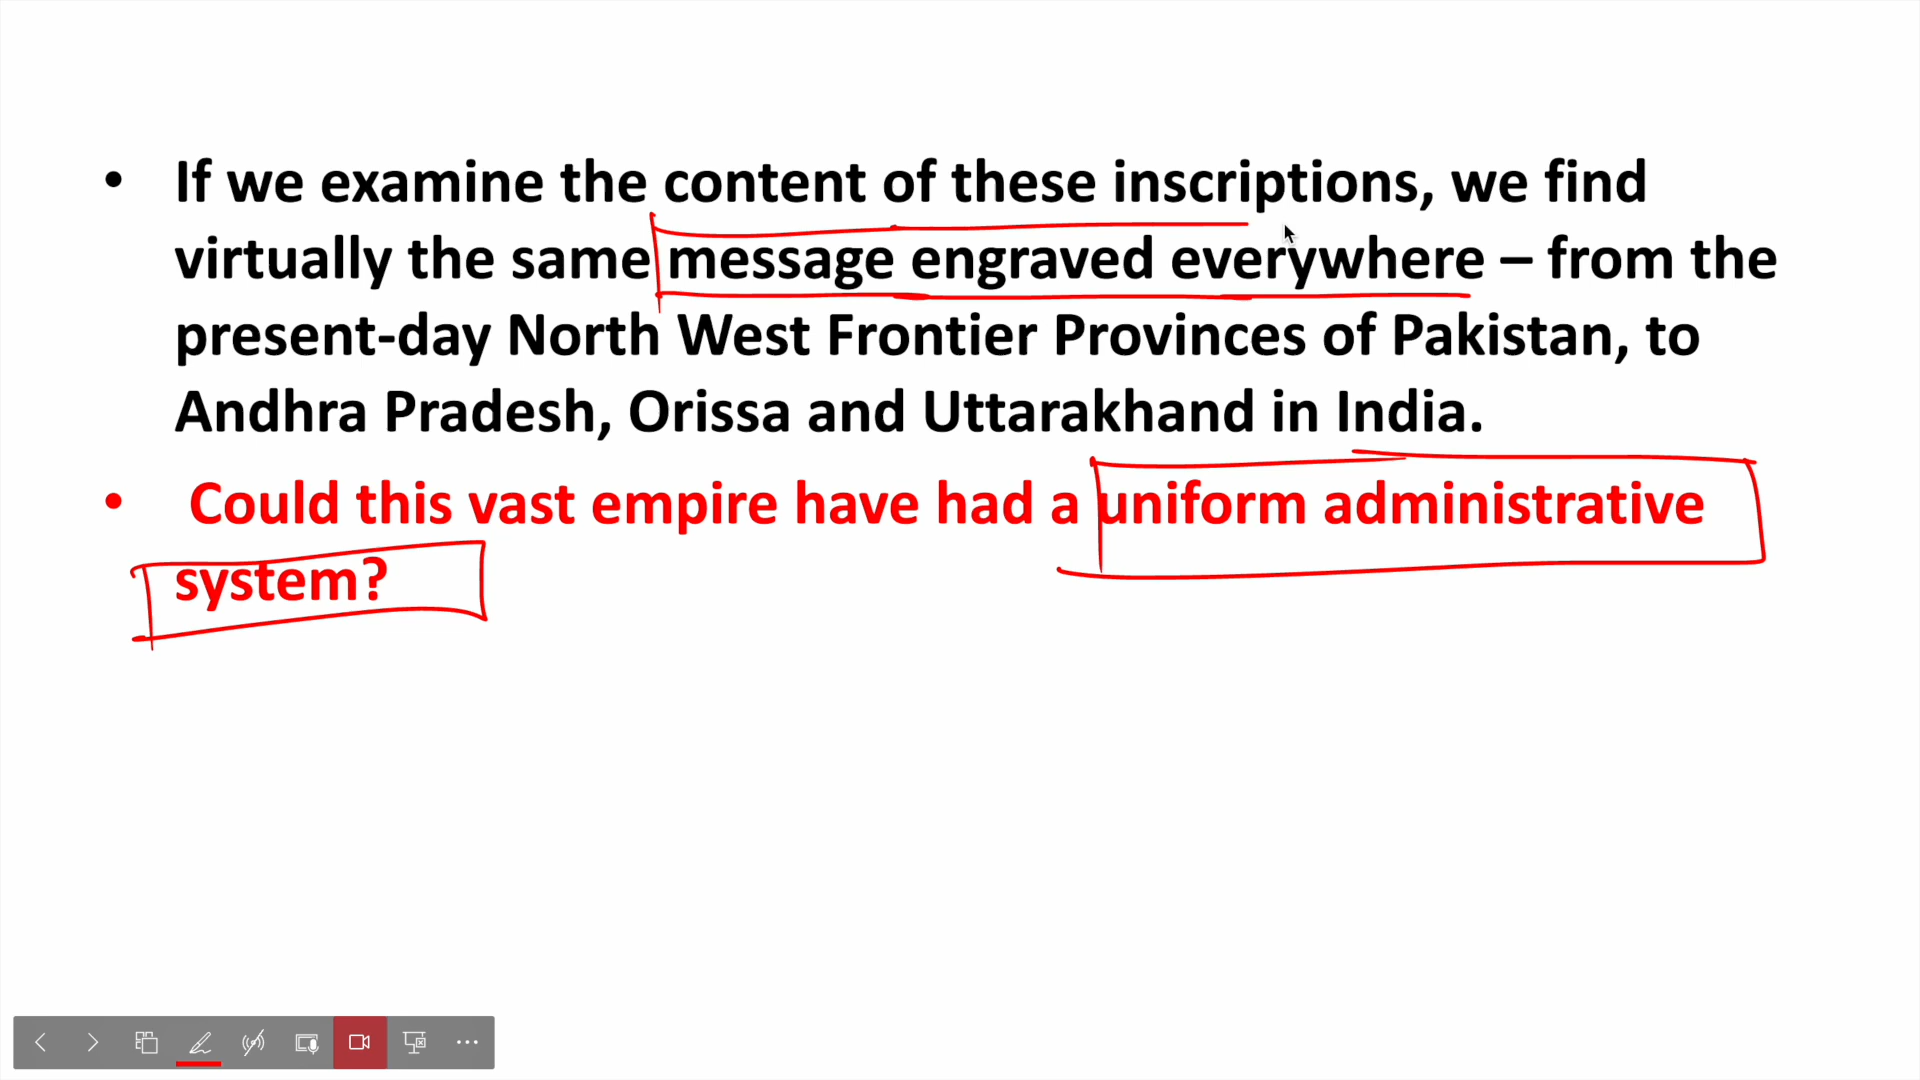 • If we examine the content of these inscriptions, we find
virtually the same message engraved everywhere – from the
present-day North West Frontier Provinces of Pakistan, to
Andhra Pradesh, Orissa and Uttarakhand in India.
• Could this vast empire have had a uniform administrative
system?